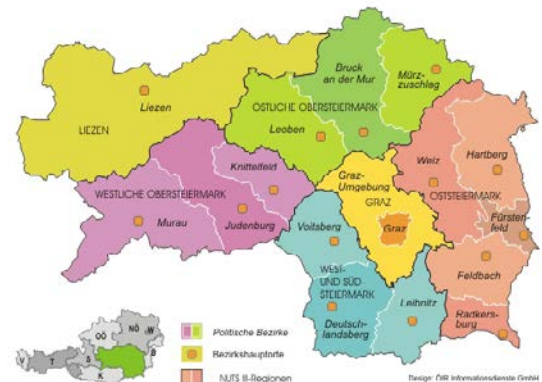 Bruck
an der Mur
Mürz-
zuschlag
Liezen
LIEZEN
ÖSTLICHE OBERSTEIERMARK
Leoben
Weiz
Hartberg
OSTSTEIERMARK
Knittelfeld
Graz-
Umgebung
GRAZ
Graz
WESTLICHE OBERSTEIERMARK
Murau
Judenburg
Voitsberg
Fürsten-
feld
Feldbach
WEST-
UND SÜD
STEIERMARK
Deutsch-
landsberg
Leibnitz
Radkers-
burg
OÖ
NÖ
W
V
T
S
K
B
Politische Bezirke
Bezirkshauptorte
NUTS III-Regionen
Design: ÖIR Informationsdienste GmbH